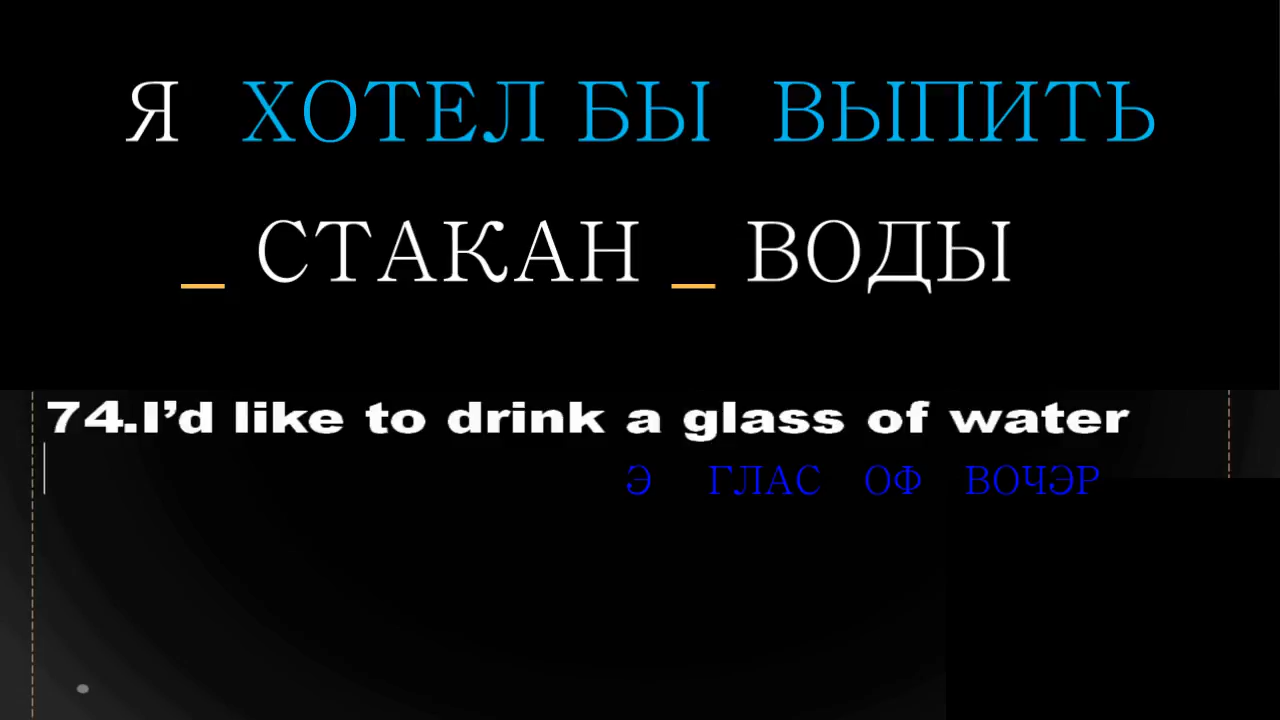 Я ХОТЕЛ БЫ ВЫПИТЬ
_ СТАКАН _ ВОДЫ
74.I’d like to drink a glass of water
Э ГЛАС ОФ ВОЧЭР